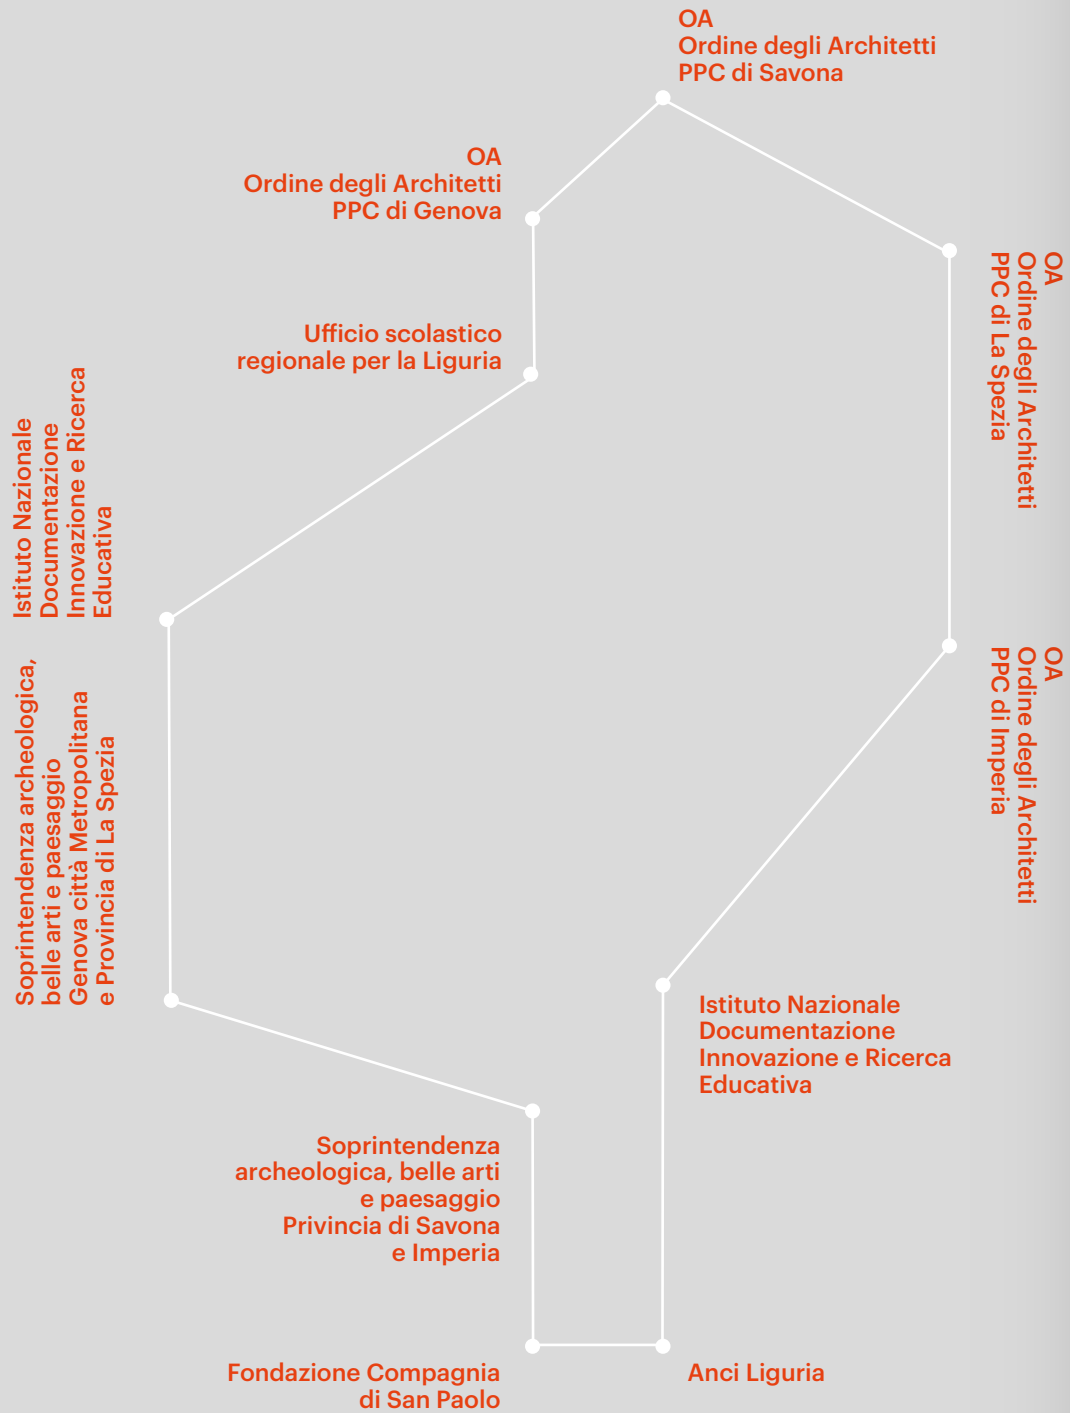 OA
Ordine degli Architetti
PPC di Savona
OA
Ordine degli Architetti
PPC di Genova
OA
Ordine degli Architetti
PPC di La Spezia
Ufficio scolastico
regionale per la Liguria
Istituto Nazionale
Documentazione
Innovazione e Ricerca
Educativa
OA
Ordine degli Architetti
PPC di Imperia
Soprintendenza archeologica,
belle arti e paesaggio
Genova città Metropolitana
e Provincia di La Spezia
Istituto Nazionale
Documentazione
Innovazione e Ricerca
Educativa
Soprintendenza
archeologica, belle arti
e paesaggio
Privincia di Savona
e Imperia
Fondazione Compagnia
di San Paolo
Anci Liguria